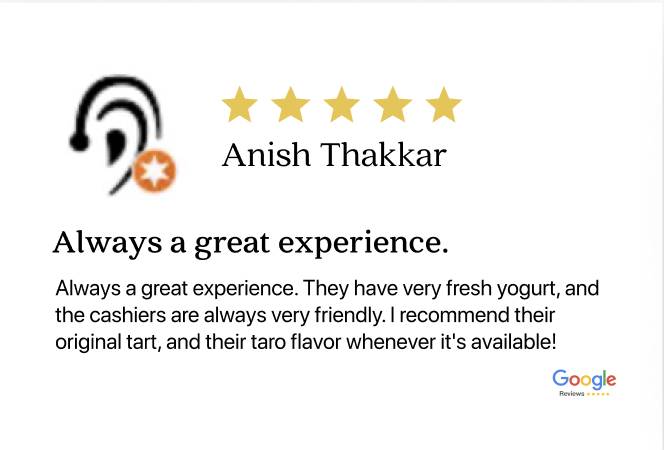 Anish Thakkar
Always a great experience.
Always a great experience. They have very fresh yogurt, and
the cashiers are always very friendly. I recommend their
original tart, and their taro flavor whenever it's available!
Google
Reviews